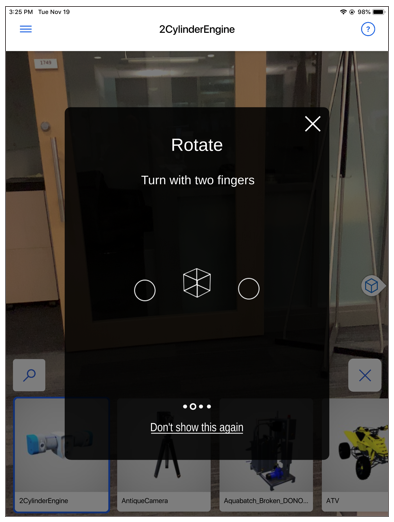 3:25 PM Tue Nov 19
98%
2CylinderEngine
?
1749
Rotate
Turn with two fingers
Don't show this again
2CylinderEngine
AntiqueCamera
Aquabatch_Broken_DONO...
ATV